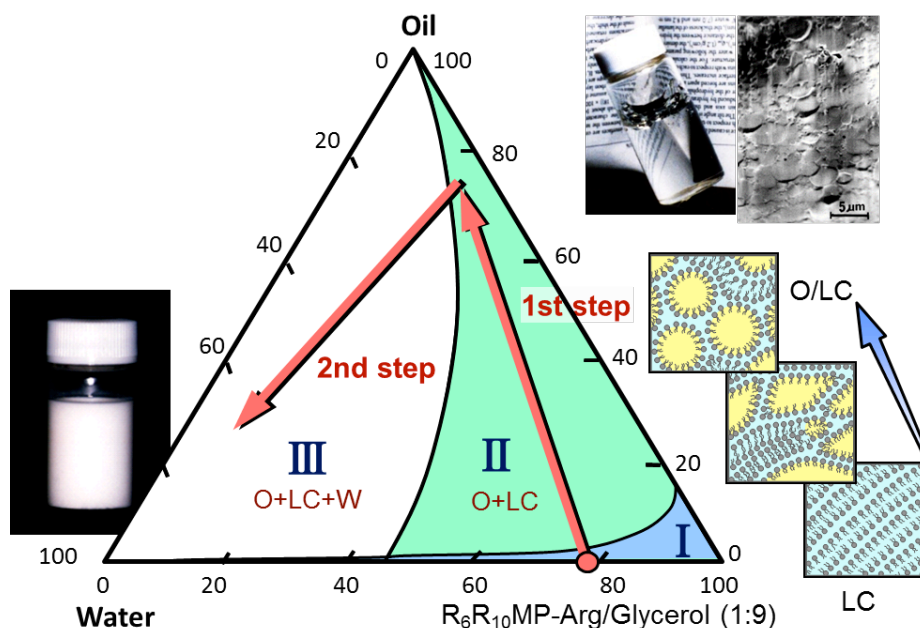 Oil
0 100
20 80
40 60
60 40
1st step
2nd step
O/LC
5μm
III
O+LC+W
II
O+LC
20
I
100 0
0 20 40 60 80 100
Water
R₆R₁₀MP-Arg/Glycerol (1:9)
LC